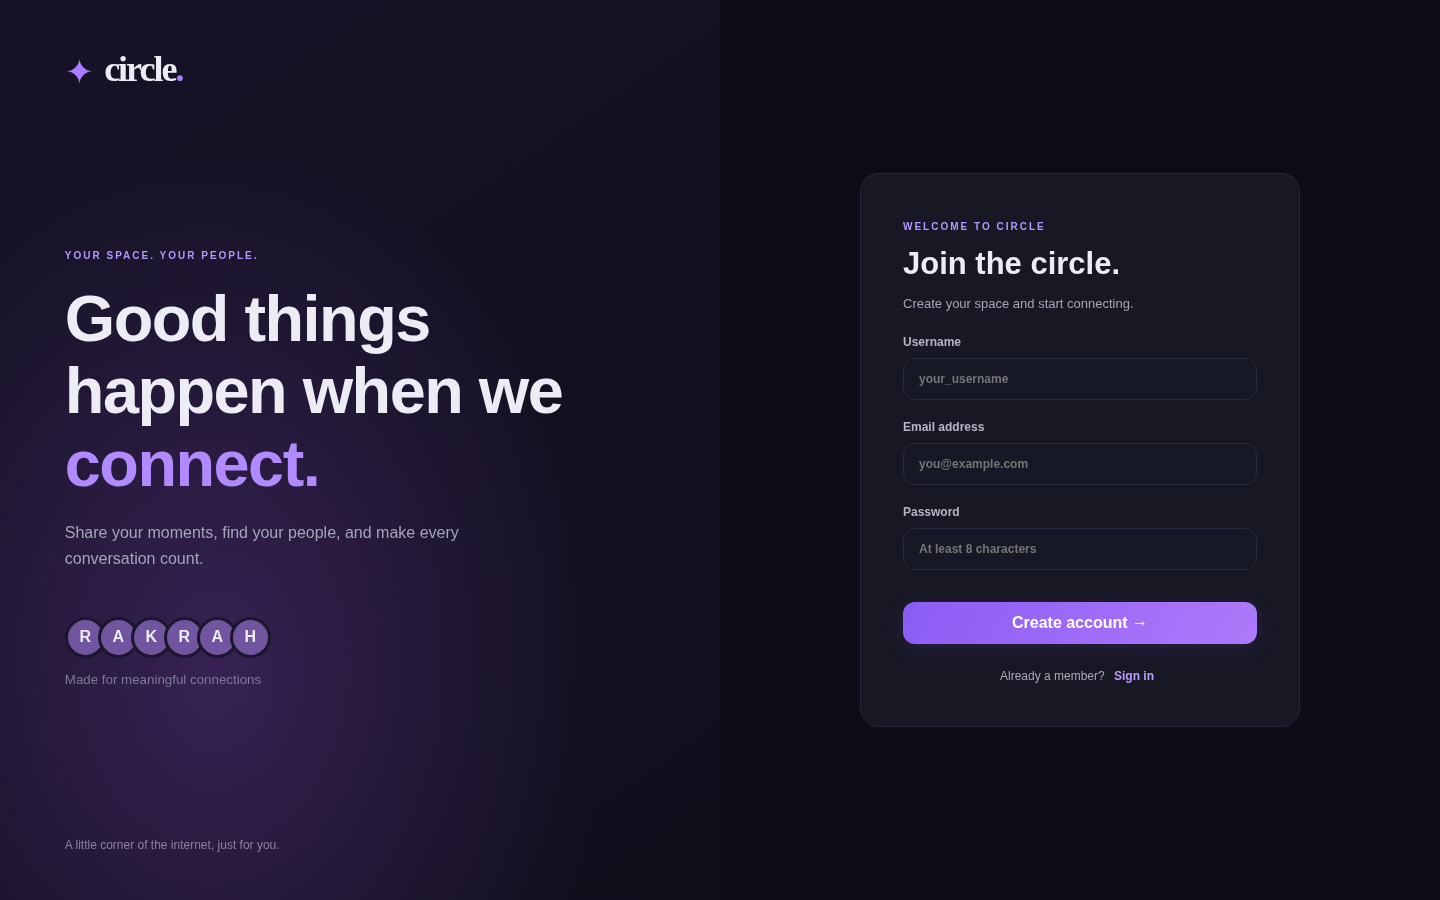 ✦ circle.
YOUR SPACE. YOUR PEOPLE.
Good things
happen when we
connect.
Share your moments, find your people, and make every
conversation count.
R A K R A H
Made for meaningful connections
A little corner of the internet, just for you.
WELCOME TO CIRCLE
Join the circle.
Create your space and start connecting.
Username
your_username
Email address
you@example.com
Password
At least 8 characters
Create account →
Already a member? Sign in